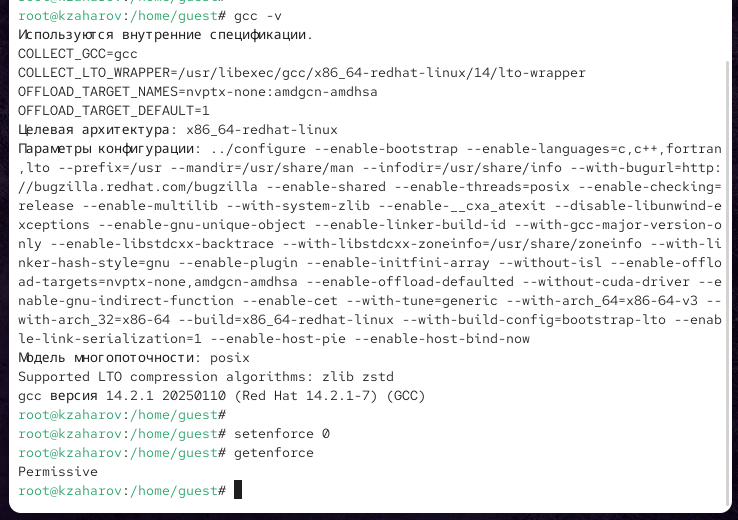 root@kzaharov:/home/guest# gcc -v
Используются внутренние спецификации.
COLLECT_GCC=gcc
COLLECT_LTO_WRAPPER=/usr/libexec/gcc/x86_64-redhat-linux/14/lto-wrapper
OFFLOAD_TARGET_NAMES=nvptx-none:amdgcn-amdhsa
OFFLOAD_TARGET_DEFAULT=1
Целевая архитектура: x86_64-redhat-linux
Параметры конфигурации: ../configure --enable-bootstrap --enable-languages=c,c++,fortran
,lto --prefix=/usr --mandir=/usr/share/man --infodir=/usr/share/info --with-bugurl=http:
//bugzilla.redhat.com/bugzilla --enable-shared --enable-threads=posix --enable-checking=
release --enable-multilib --with-system-zlib --enable-__cxa_atexit --disable-libunwind-e
xceptions --enable-gnu-unique-object --enable-linker-build-id --with-gcc-major-version-o
nly --enable-libstdcxx-backtrace --with-libstdcxx-zoneinfo=/usr/share/zoneinfo --with-li
nker-hash-style=gnu --enable-plugin --enable-initfini-array --without-isl --enable-offlo
ad-targets=nvptx-none,amdgcn-amdhsa --enable-offload-defaulted --without-cuda-driver --e
nable-gnu-indirect-function --enable-cet --with-tune=generic --with-arch_64=x86-64-v3 --
with-arch_32=x86-64 --build=x86_64-redhat-linux --with-build-config=bootstrap-lto --enab
le-link-serialization=1 --enable-host-pie --enable-host-bind-now
Модель многопоточности: posix
Supported LTO compression algorithms: zlib zstd
gcc версия 14.2.1 20250110 (Red Hat 14.2.1-7) (GCC)
root@kzaharov:/home/guest#
root@kzaharov:/home/guest# setenforce 0
root@kzaharov:/home/guest# getenforce
Permissive
root@kzaharov:/home/guest#